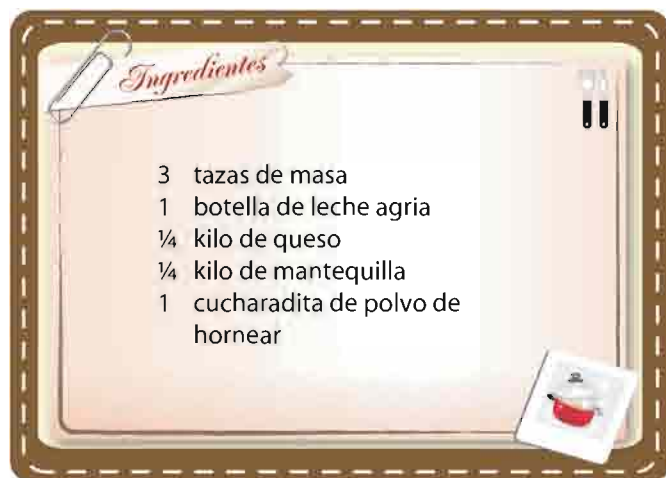 Ingredientes
3 tazas de masa
1 botella de leche agria
¼ kilo de queso
¼ kilo de mantequilla
1 cucharadita de polvo de
hornear